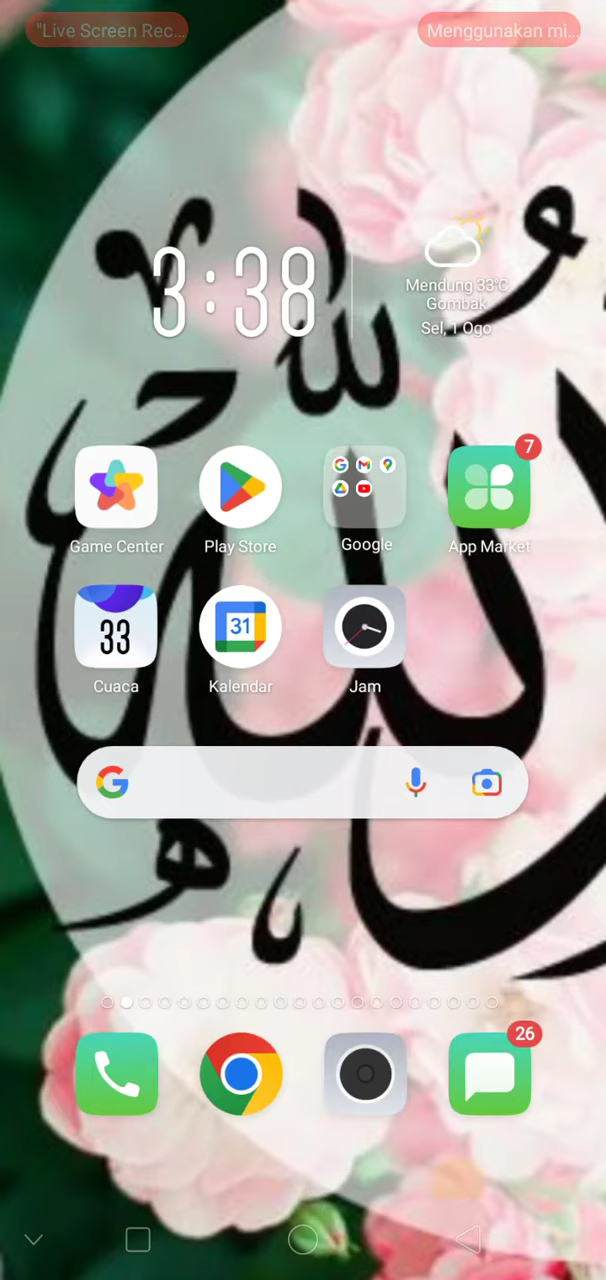 "Live Screen Rec...
Menggunakan mi...
3:38
Mendung 33°C
Gombak
Sel, 1 Ogo
7
Game Center
Play Store
Google
App Market
33
31
Cuaca
Kalendar
Jam
26